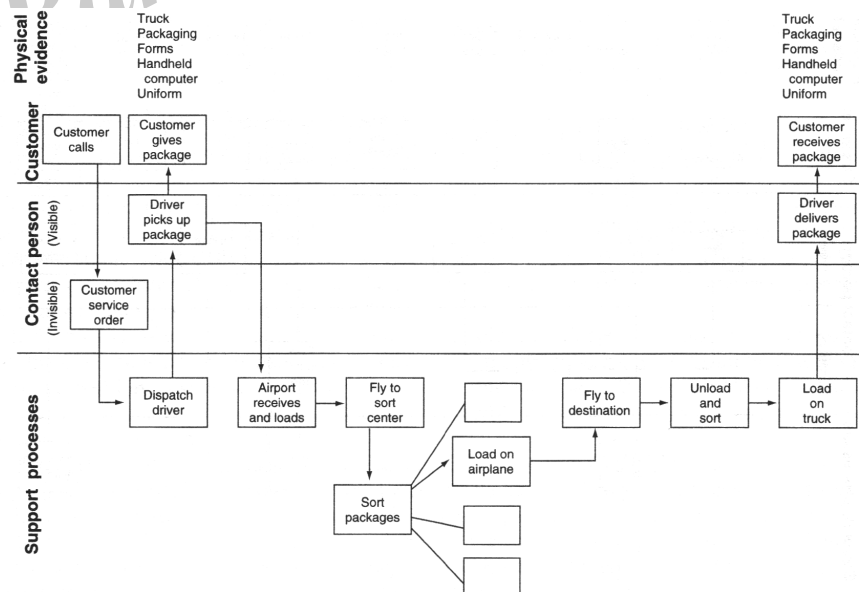 Physical
evidence
Truck
Packaging
Forms
Handheld
computer
Uniform
Truck
Packaging
Forms
Handheld
computer
Uniform
Customer
Customer
calls
Customer
gives
package
Customer
receives
package
Contact person
(Visible)
Driver
picks up
package
Driver
delivers
package
(Invisible)
Customer
service
order
Support processes
Dispatch
driver
Airport
receives
and loads
Fly to
sort
center
Fly to
destination
Unload
and
sort
Load
on
truck
Load on
airplane
Sort
packages